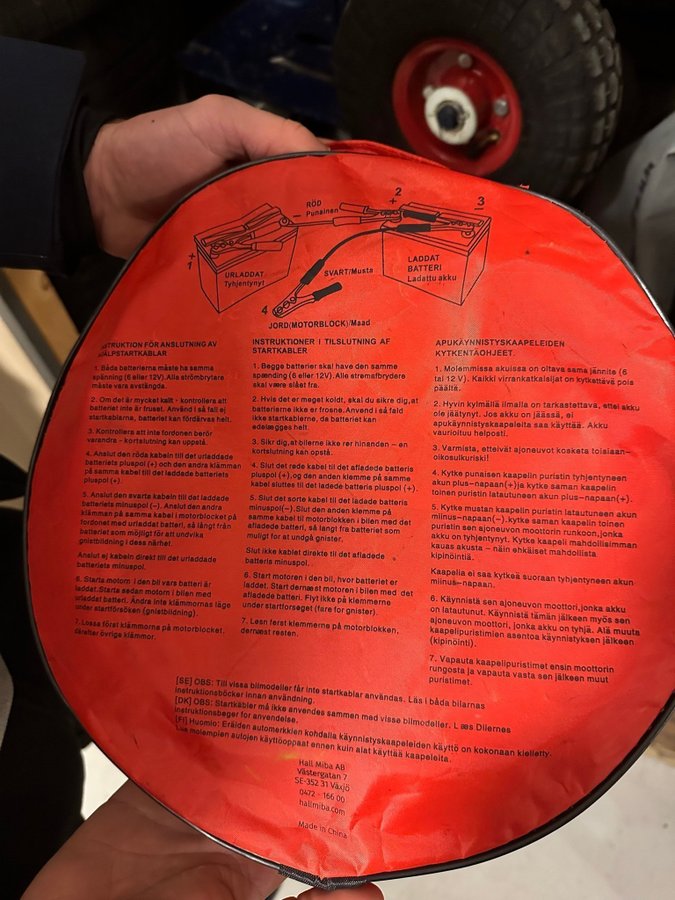 RÖD
Punainen
2
+
3
−
−
+
1
URLADDAT
Tyhjentynyt
SVART/Musta
LADDAT
BATTERI
Ladattu akku
4
JORD(MOTORBLOCK)/Maad
INSTRUKTION FÖR ANSLUTNING AV
HJÄLPSTARTKABLAR
1. Båda batterierna måste ha samma
spänning (6 eller 12V). Alle strömbrytere
måste vara avstängda.
2. Om det är mycket kallt - kontrollera att
batteriet inte är fruset. Använd i så fall ej
startkablarna, batteriet kan fördärvas helt.
3. Kontrollera att inte fordonen berör
varandra - kortslutning kan uppstå.
4. Anslut den röda kabeln till det urladdade
batteriets pluspol (+) och den andra klämman
på samma kabel till det laddade batteriets
pluspol (−).
5. Anslut den svarta kabeln till det laddade
batteriets minuspol (−). Anslut den andra
klämman på samma kabel i motorblocket på
fordonet med urladdat batteri, så långt från
batteriet som möjligt för att undvika
gnistbildning i dess närhet.
Anslut ej kabeln direkt till det urladdade
batteriets minuspol.
6. Starta motorn i den bil vars batteri är
laddat. Starta sedan motorn i bilen med
urladdat batteri. Ändra inte klämmornas läge
under startförsöken (gnistbildning).
7. Lossa först klämmorna på motorblocket,
därefter övrige klämmor.
INSTRUKTIONER I TILSLUTNING AF
STARTKABLER
1. Begge batterier skal have den samme
spænding (6 eller 12V). Alle strømafbrydere
skal være slået fra.
2. Hvis det er meget koldt, skal du sikre dig, at
batterierne ikke er frosne. Anvend i så fald
ikke startkablerne, da batteriet kan
ødelægges helt.
3. Sikr dig, at bilerne ikke rør hinanden – en
kortslutning kan opstå.
4. Slut det røde kabel til det afladede batteris
pluspol (+), og den anden klemme på samme
kabel sluttes til det ladede batteris pluspol (+).
5. Slut det sorte kabel til det ladede batteris
minuspol(−). Slut den anden klemme på
samme kabel til motorblokken i bilen med det
afladede batteri, så langt fra batteriet som
muligt for at undgå gnister.
Slut ikke kablet direkte til det afladede
batteris minuspol.
6. Start motoren i den bil, hvor batteriet er
ladet. Start dernæst motoren i bilen med det
afladede batteri. Flyt ikke på klemmerne
under startforsøget (fare for gnister).
7. Løsn først klemmerne på motorblokken,
dernæst resten.
APUKÄYNNISTYSKAAPELEIDEN
KYTKENTÄOHJEET.
1. Molemmissa akuissa on oltava sama jännite (6
tai 12 V). Kaikki virrankatkaisijat on kytkettävä pois
päältä.
2. Hyvin kylmällä ilmalla on tarkastettava, ettei akku
ole jäätynyt. Jos akku on jäässä, ei
apukäynnistyskaapeleita saa käyttää. Akku
vaurioituu helposti.
3. Varmista, etteivät ajoneuvot kosketa toisiaan-
oikosulkuriski!
4. Kytke punaisen kaapelin puristin tyhjentyneen
akun plus–napaan(+)ja kytke saman kaapelin
toinen puristin latautuneen akun plus–napaan(+).
5. Kytke mustan kaapelin puristin latautuneen akun
miinus–napaan(−). kytke saman kaapelin toinen
puristin sen ajoneuvon moottorin runkoon, jonka
akku on tyhjentynyt. Kytke kaapeli mahdollisimman
kauas akusta – näin ehkäiset mahdollista
kipinöinti.
Kaapelia ei saa kytkeä suoraan tyhjentyneen akun
miinus–napaan.
6. Käynnistä sen ajoneuvon moottori, jonka akku
on latautunut. Käynnistä tämän jälkeen myös sen
ajoneuvon moottori, jonka akku on tyhjä. Älä muuta
kaapelipuristimien asentoa käynnistyksen jälkeen
(kipinöinti).
7. Vapauta kaapelipuristimet ensin moottorin
rungosta ja vapauta vasta sen jälkeen muut
puristimet.
[SE] OBS: Till vissa bilmodeller får inte startkablar användas. Läs i båda bilarnas
instruktionsböcker innan användning.
[DK] OBS: Startkabler må ikke anvendes sammen med visse bilmodeller. L æs Dilernes
instruktionsbøger før anvendelse.
[FI] Huomio: Eräiden automerkkien kohdalla käynnistyskaapeleiden käyttö on kokonaan kielletty.
Lue molempien autojen käyttöoppaat ennen kuin alat käyttää kaapeleita.
Hall Miba AB
Västergatan 7
SE-352 31 Växjö
0472 - 166 00
hallmiba.com
Made in China